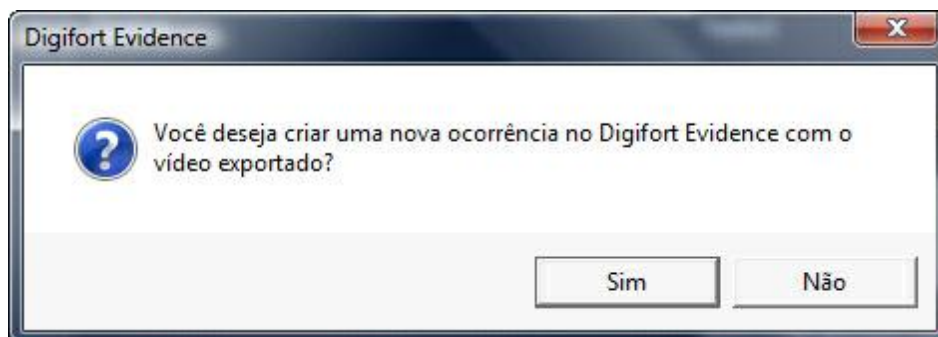 Digifort Evidence
Você deseja criar uma nova ocorrência no Digifort Evidence com o
vídeo exportado?
Sim
Não